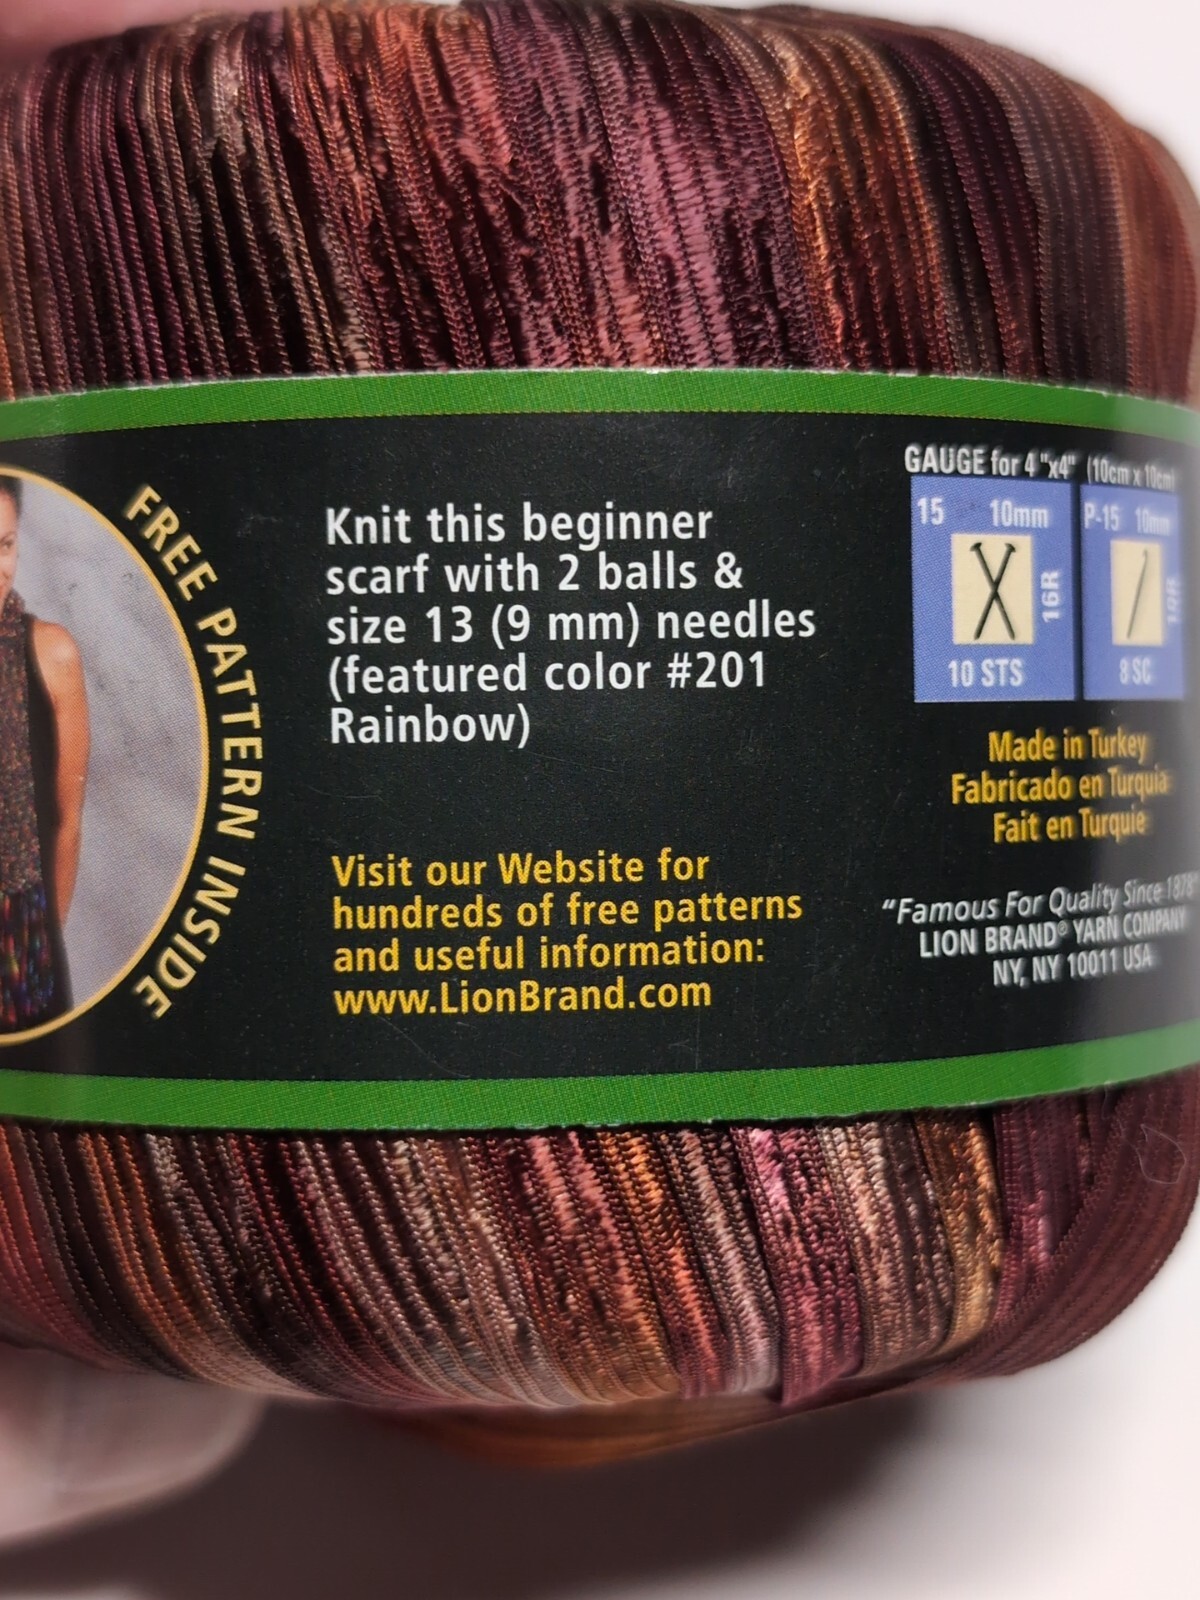 FREE PATTERN INSIDE
Knit this beginner
scarf with 2 balls &
size 13 (9 mm) needles
(featured color #201
Rainbow)
Visit our Website for
hundreds of free patterns
and useful information:
www.LionBrand.com
GAUGE for 4"x4" (10cm x 10cm)
15 10mm
16R
10 STS
P-15 10mm
8 SC
Made in Turkey
Fabricado en Turquia
Fait en Turquie
"Famous For Quality Since 1878"
LION BRAND® YARN COMPANY
NY, NY 10011 USA